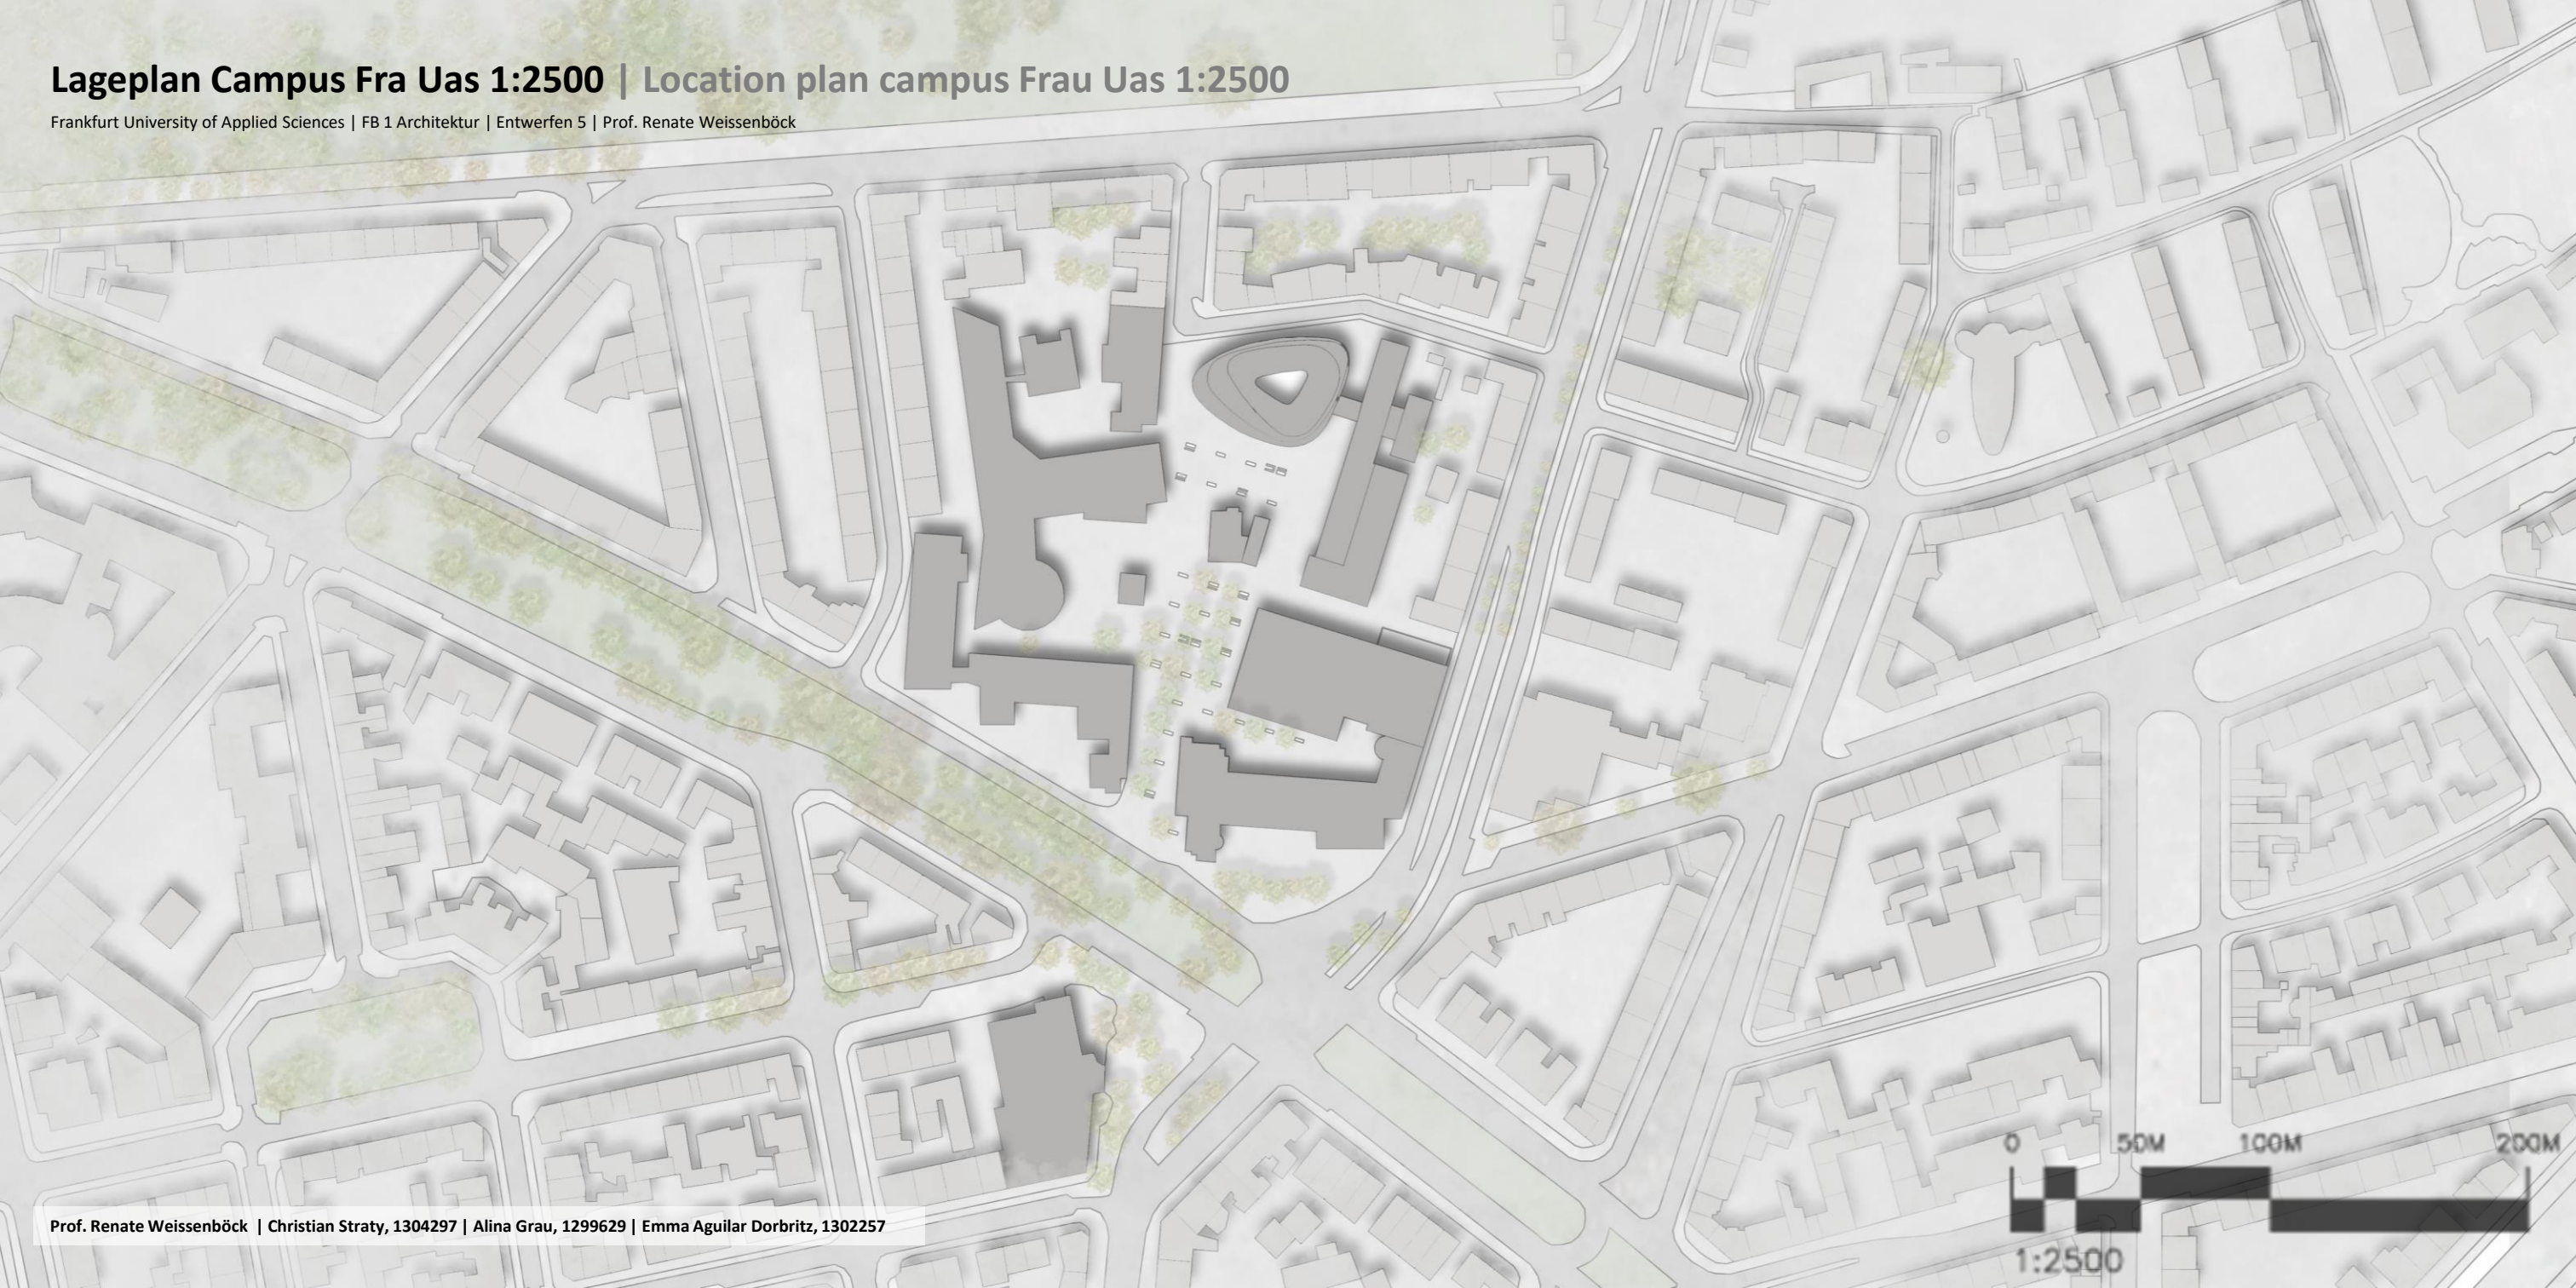 Lageplan Campus Fra Uas 1:2500 | Location plan campus Frau Uas 1:2500
Frankfurt University of Applied Sciences | FB 1 Architektur | Entwerfen 5 | Prof. Renate Weissenböck
0 50M 100M 200M
1:2500
Prof. Renate Weissenböck | Christian Straty, 1304297 | Alina Grau, 1299629 | Emma Aguilar Dorbritz, 1302257